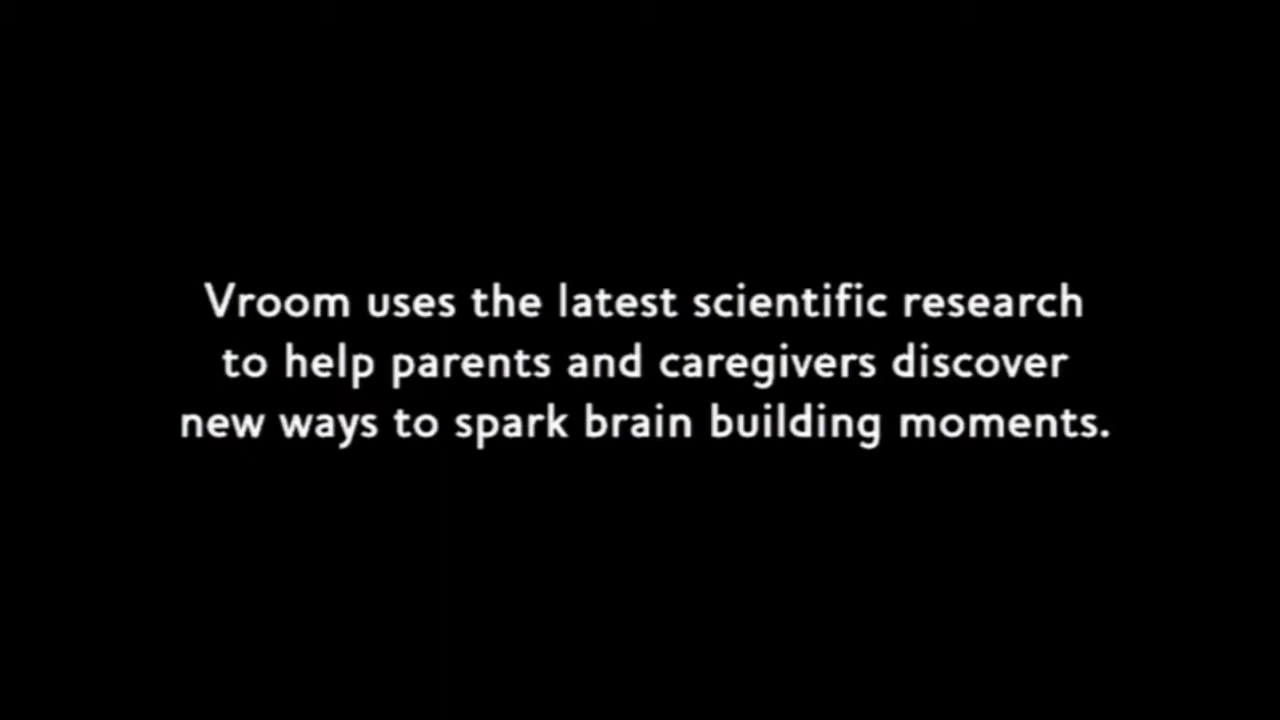 Vroom uses the latest scientific research
to help parents and caregivers discover
new ways to spark brain building moments.